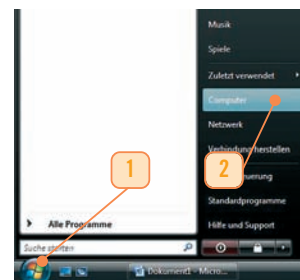 Musik
Spiele
Zuletzt verwendet
Computer
Netzwerk
Verbindung herstellen
1
2
euerung
Standardprogramme
Alle Programme
Hilfe und Support
Suche starten
Dokument1 - Micro...